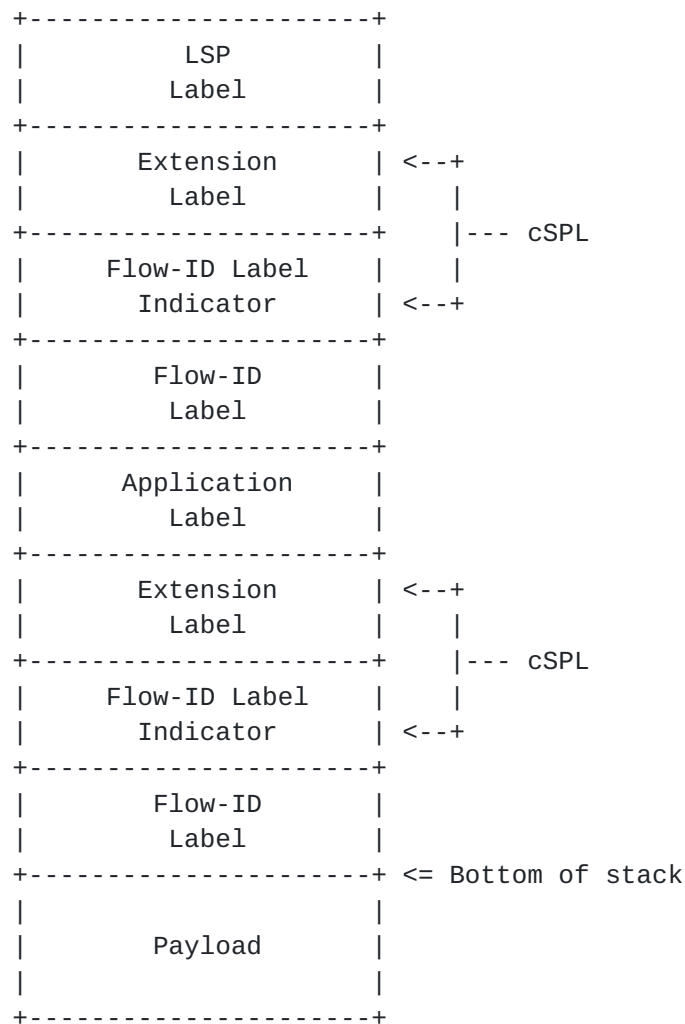 +----------------------+
|          LSP         |
|         Label        |
+----------------------+
|       Extension      | <--+
|         Label        |    |
+----------------------+    |--- cSPL
|     Flow-ID Label    |    |
|       Indicator      | <--+
+----------------------+
|        Flow-ID       |
|         Label        |
+----------------------+
|      Application     |
|         Label        |
+----------------------+
|       Extension      | <--+
|         Label        |    |
+----------------------+    |--- cSPL
|     Flow-ID Label    |    |
|       Indicator      | <--+
+----------------------+
|        Flow-ID       |
|         Label        |
+----------------------+ <= Bottom of stack
|                      |
|        Payload       |
|                      |
+----------------------+